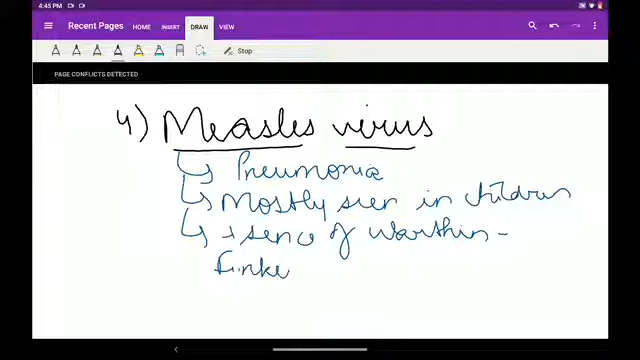 4:45 PM
Recent Pages HOME INSERT DRAW VIEW
Stop
PAGE CONFLICTS DETECTED
4) Measles virus
Pneumonia
Mostly seen in children
+sence of Warthin-
Finke